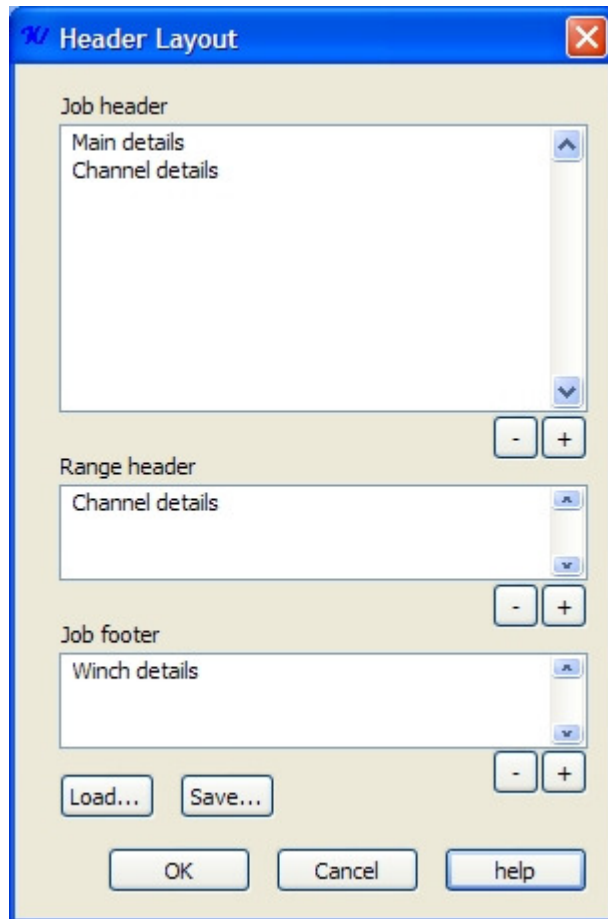 Header Layout
Job header
Main details
Channel details
- +
Range header
Channel details
- +
Job footer
Winch details
- +
Load... Save...
OK Cancel help